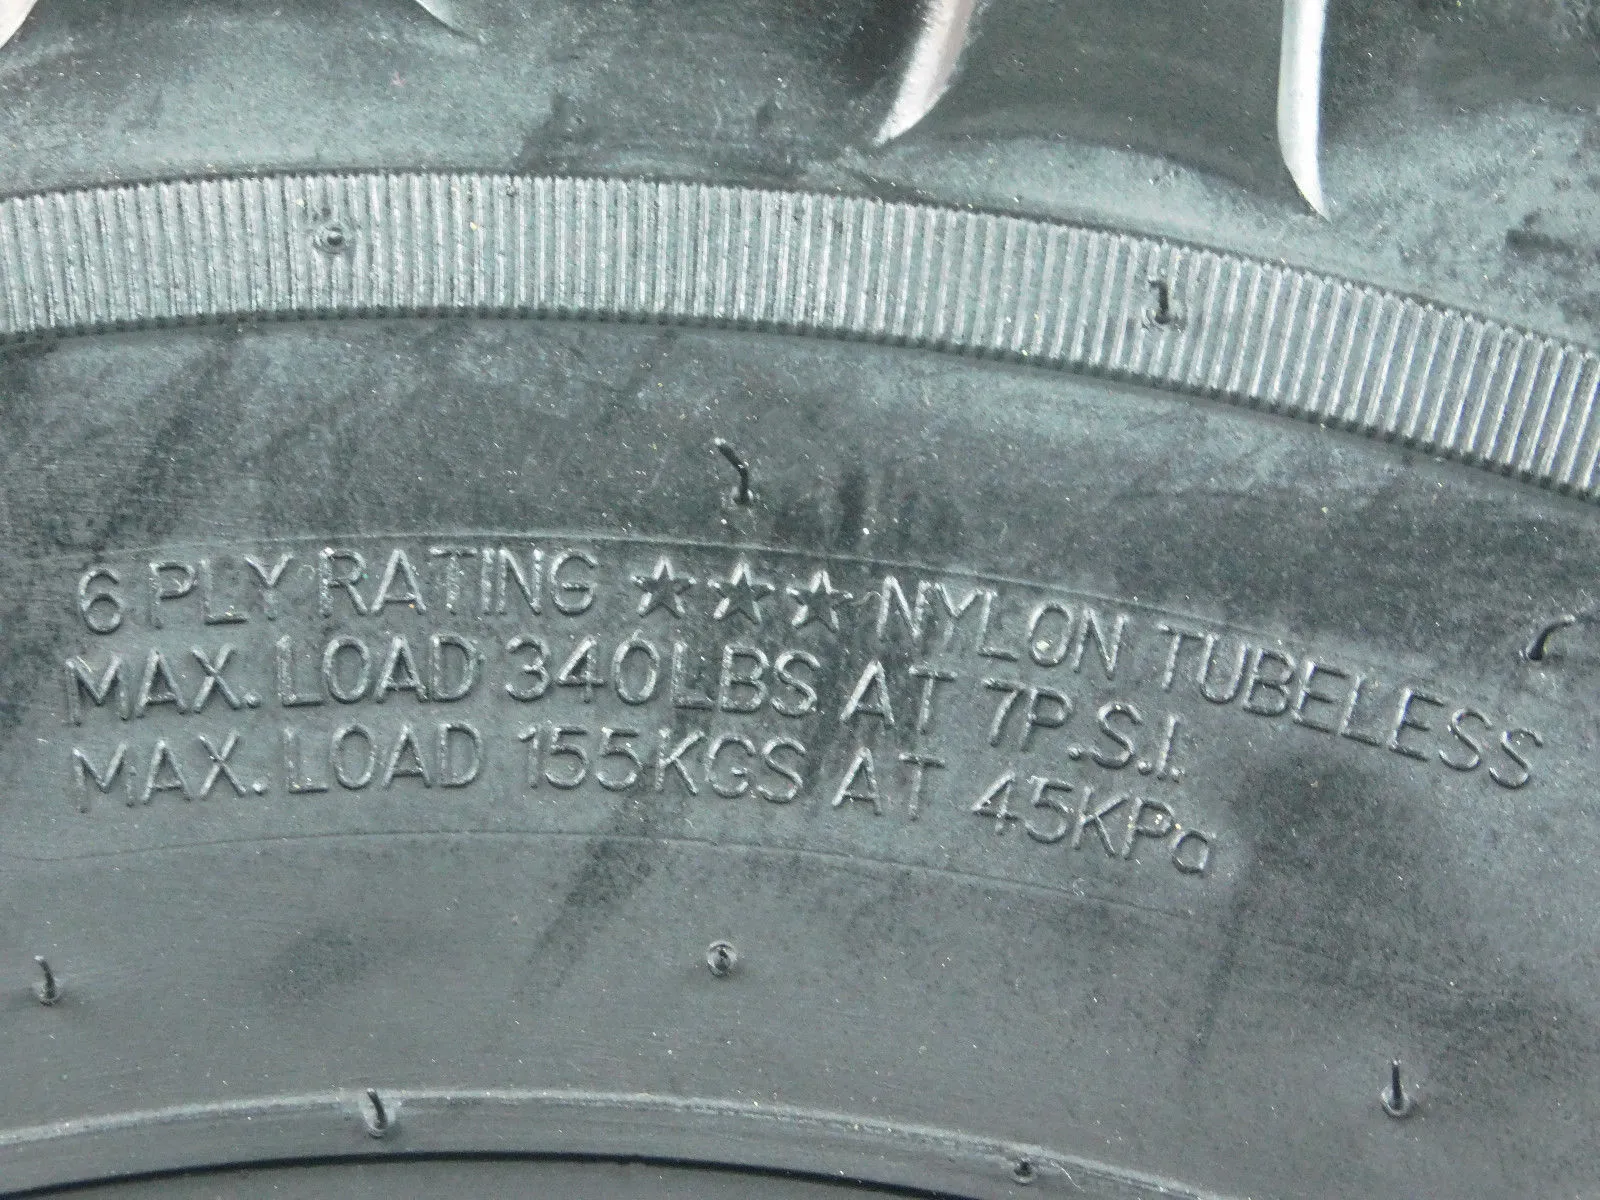 6 PLY RATING ☆☆☆ NYLON TUBELESS
MAX. LOAD 340LBS AT 7P.S.I.
MAX. LOAD 155KGS AT 45KPa